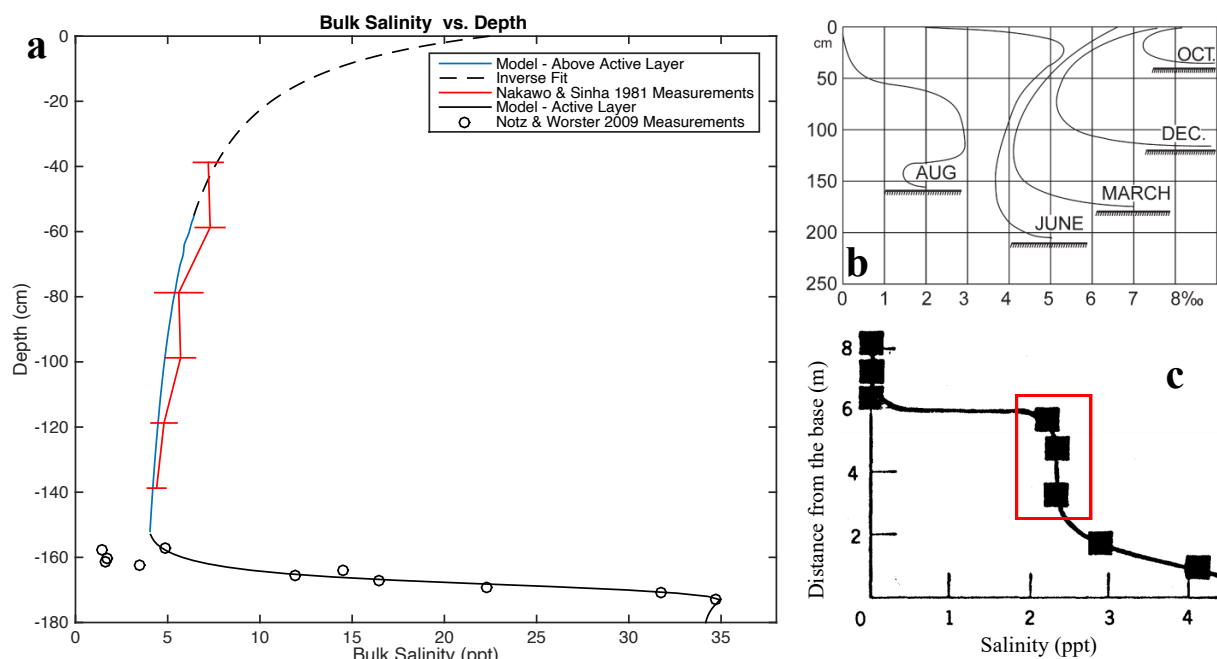 Bulk Salinity vs. Depth
a
0
-20
-40
-60
-80
-100
-120
-140
-160
-180
Depth (cm)
Model - Above Active Layer
Inverse Fit
Nakawo & Sinha 1981 Measurements
Model - Active Layer
Notz & Worster 2009 Measurements
0 5 10 15 20 25 30 35
Bulk Salinity (ppt)
0
cm
50
100
150
200
250
OCT.
DEC.
AUG
MARCH
JUNE
b
0 1 2 3 4 5 6 7 8‰
c
8
6
4
2
Distance from the base (m)
0 1 2 3 4
Salinity (ppt)